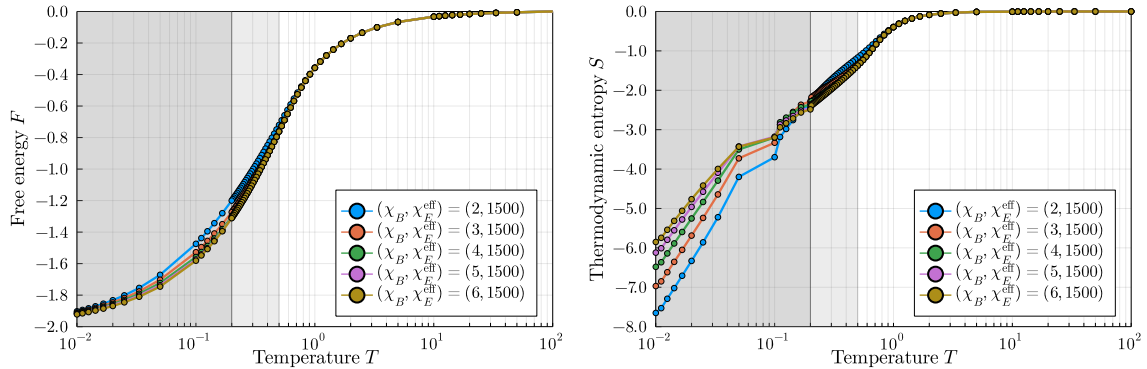 0.0
−0.2
−0.4
−0.6
−0.8
−1.0
−1.2
−1.4
−1.6
−1.8
−2.0
Free energy F
(χ_B, χ_E^eff) = (2, 1500)
(χ_B, χ_E^eff) = (3, 1500)
(χ_B, χ_E^eff) = (4, 1500)
(χ_B, χ_E^eff) = (5, 1500)
(χ_B, χ_E^eff) = (6, 1500)
10^−2 10^−1 10^0 10^1 10^2
Temperature T
0.0
−1.0
−2.0
−3.0
−4.0
−5.0
−6.0
−7.0
−8.0
Thermodynamic entropy S
(χ_B, χ_E^eff) = (2, 1500)
(χ_B, χ_E^eff) = (3, 1500)
(χ_B, χ_E^eff) = (4, 1500)
(χ_B, χ_E^eff) = (5, 1500)
(χ_B, χ_E^eff) = (6, 1500)
10^−2 10^−1 10^0 10^1 10^2
Temperature T